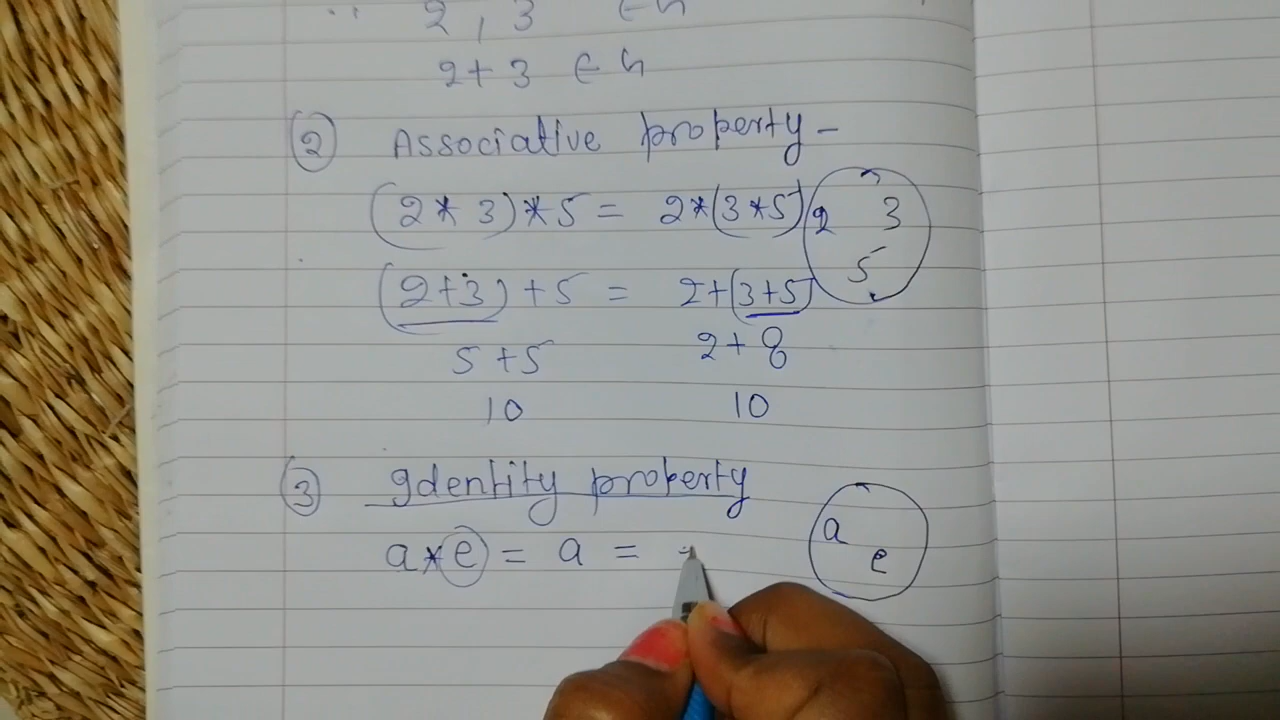 2 , 3 ∈ G
2 + 3 ∈ G
② Associative property -
(2 * 3) * 5 = 2 * (3 * 5) 2 3
5
(2+3) + 5 = 2 + (3+5)
5 + 5 2 + 8
10 10
③ Identity property
a * e = a = a
e